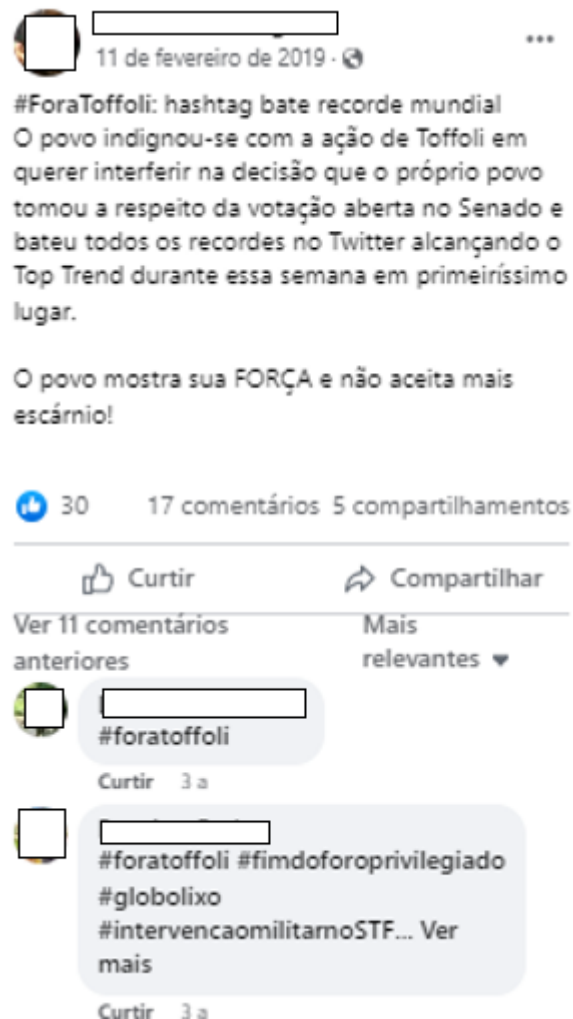 11 de fevereiro de 2019
#ForaToffoli: hashtag bate recorde mundial
O povo indignou-se com a ação de Toffoli em
querer interferir na decisão que o próprio povo
tomou a respeito da votação aberta no Senado e
bateu todos os recordes no Twitter alcançando o
Top Trend durante essa semana em primeiríssimo
lugar.
O povo mostra sua FORÇA e não aceita mais
escárnio!
30 17 comentários 5 compartilhamentos
Curtir Compartilhar
Ver 11 comentários
anteriores
Mais
relevantes
#foratoffoli
Curtir 3 a
#foratoffoli #fimdoforoprivilegiado
#globolixo
#intervencaomilitarnoSTF... Ver
mais
Curtir 3 a